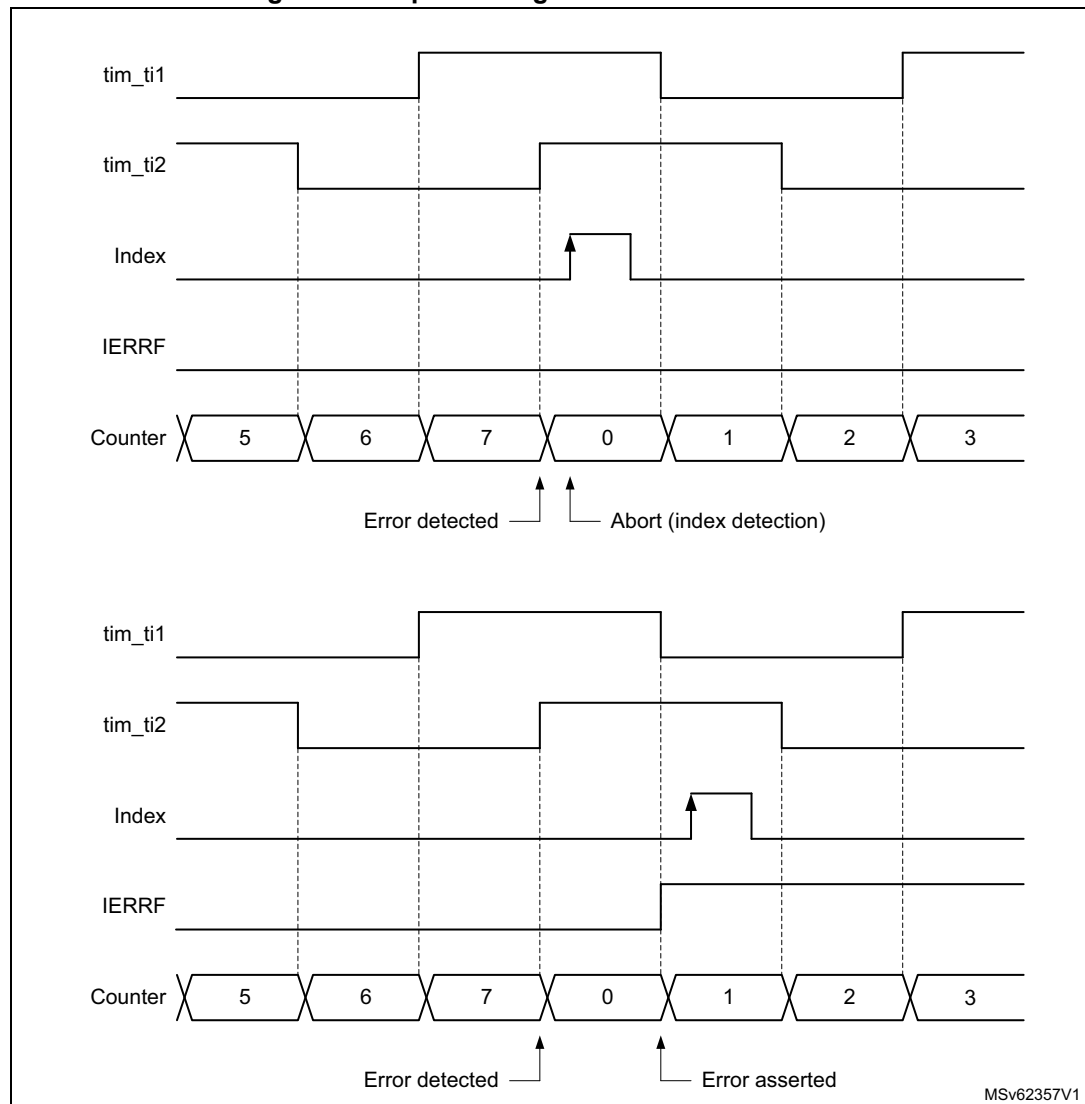 tim_ti1
tim_ti2
Index
IERRF
Counter 5 6 7 0 1 2 3
Error detected Abort (index detection)
tim_ti1
tim_ti2
Index
IERRF
Counter 5 6 7 0 1 2 3
Error detected Error asserted
MSv62357V1